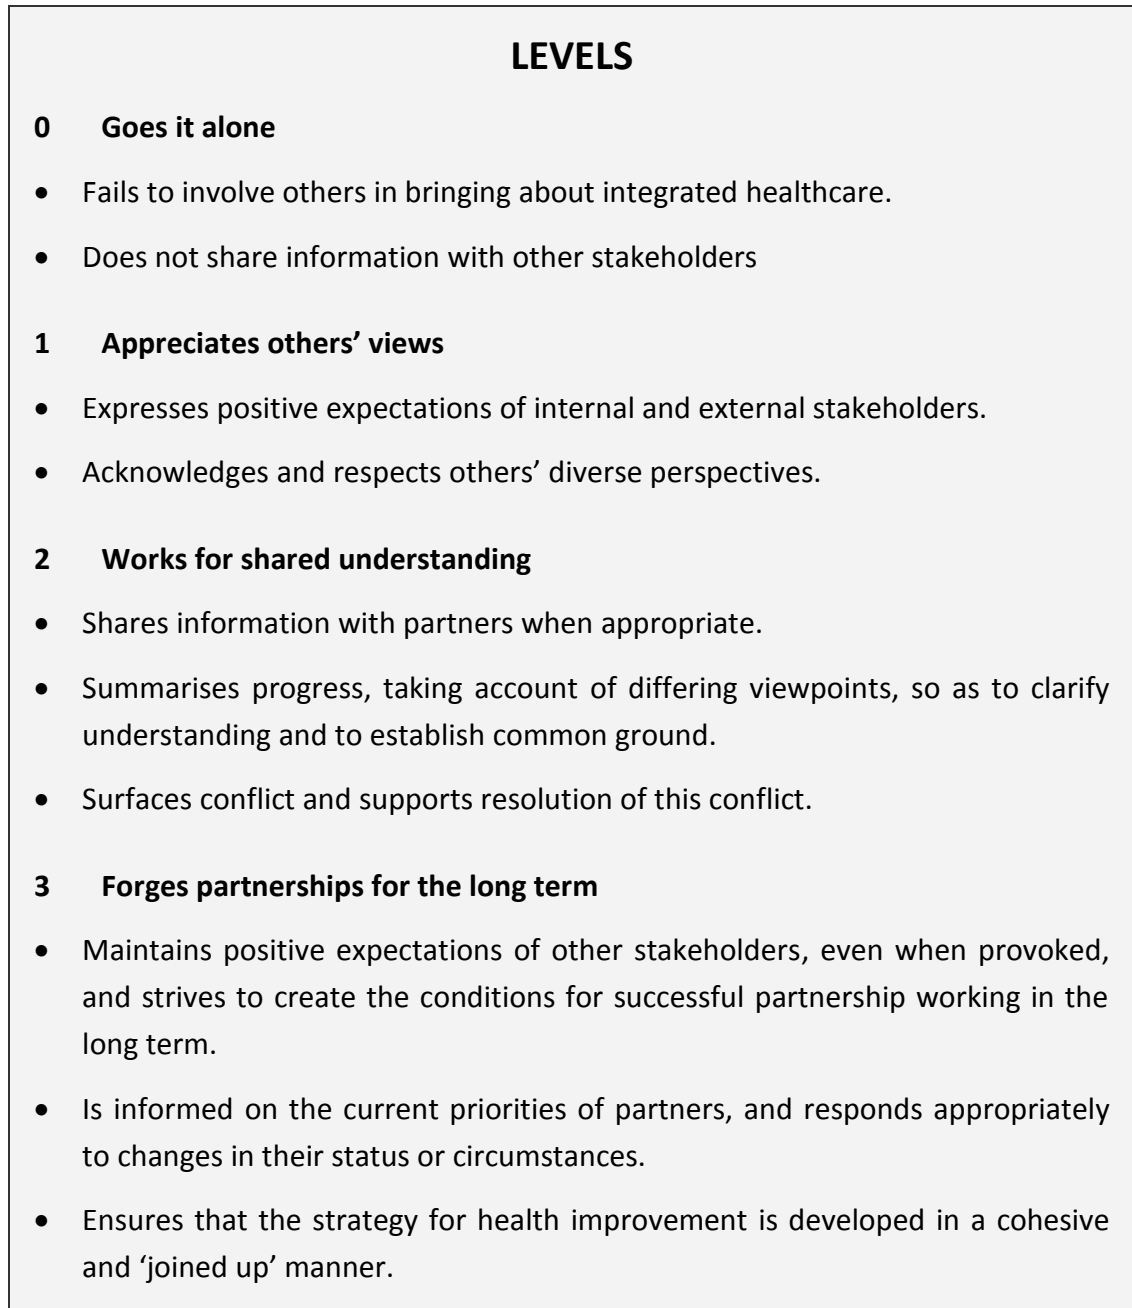 LEVELS
0 Goes it alone
• Fails to involve others in bringing about integrated healthcare.
• Does not share information with other stakeholders
1 Appreciates others’ views
• Expresses positive expectations of internal and external stakeholders.
• Acknowledges and respects others’ diverse perspectives.
2 Works for shared understanding
• Shares information with partners when appropriate.
• Summarises progress, taking account of differing viewpoints, so as to clarify
understanding and to establish common ground.
• Surfaces conflict and supports resolution of this conflict.
3 Forges partnerships for the long term
• Maintains positive expectations of other stakeholders, even when provoked,
and strives to create the conditions for successful partnership working in the
long term.
• Is informed on the current priorities of partners, and responds appropriately
to changes in their status or circumstances.
• Ensures that the strategy for health improvement is developed in a cohesive
and ‘joined up’ manner.